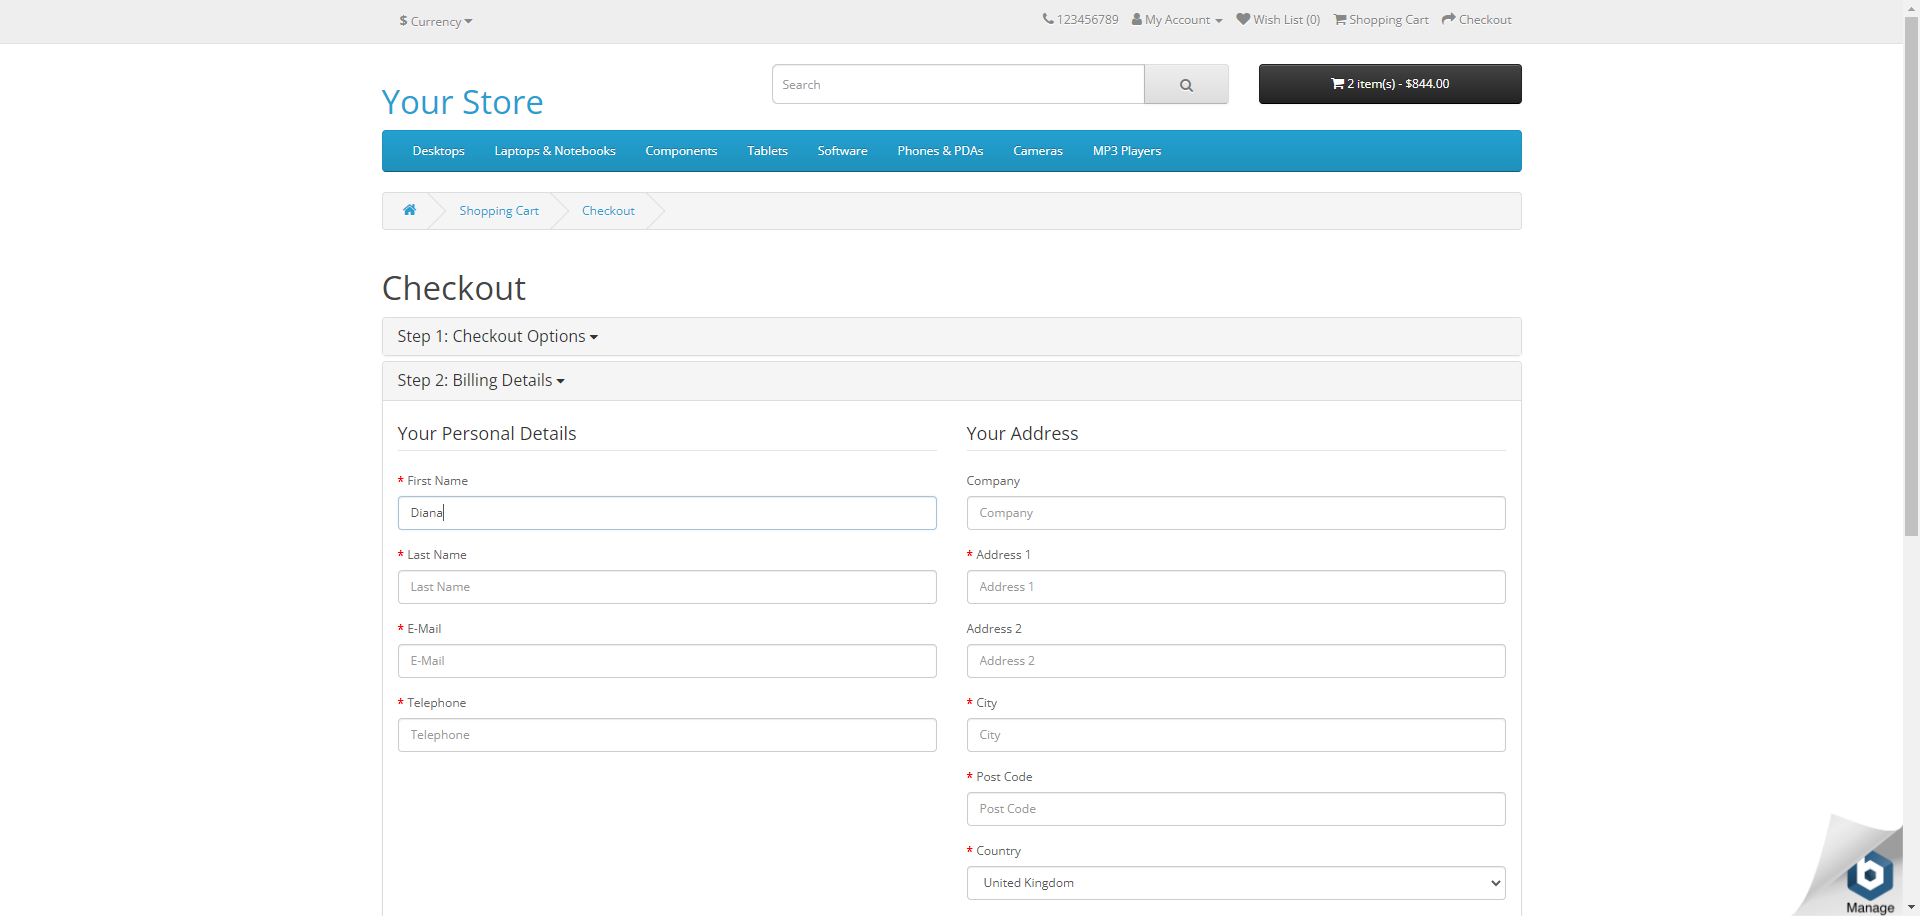 $ Currency
123456789 My Account Wish List (0) Shopping Cart Checkout
Your Store
Search
2 item(s) - $844.00
Desktops Laptops & Notebooks Components Tablets Software Phones & PDAs Cameras MP3 Players
Shopping Cart Checkout
Checkout
Step 1: Checkout Options
Step 2: Billing Details
Your Personal Details
* First Name
Diana
* Last Name
Last Name
* E-Mail
E-Mail
* Telephone
Telephone
Your Address
Company
Company
* Address 1
Address 1
Address 2
Address 2
* City
City
* Post Code
Post Code
* Country
United Kingdom
b
Manage